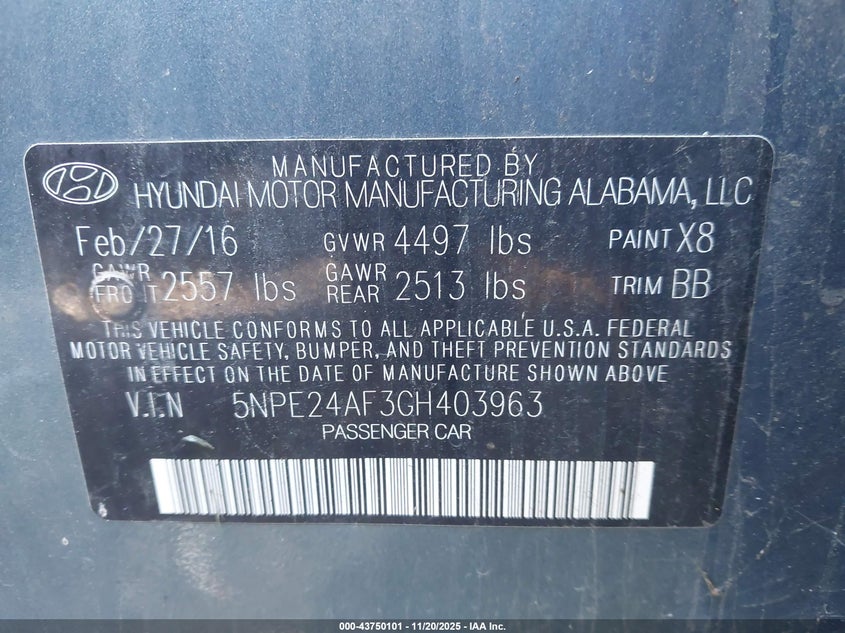 MANUFACTURED BY
HYUNDAI MOTOR MANUFACTURING ALABAMA, LLC
Feb/27/16 GVWR 4497 lbs PAINT X8
GAWR FRONT 2557 lbs GAWR REAR 2513 lbs TRIM BB
THIS VEHICLE CONFORMS TO ALL APPLICABLE U.S.A. FEDERAL
MOTOR VEHICLE SAFETY, BUMPER, AND THEFT PREVENTION STANDARDS
IN EFFECT ON THE DATE OF MANUFACTURE SHOWN ABOVE.
V.I.N 5NPE24AF3GH403963
PASSENGER CAR
000-43750101 - 11/20/2025 - IAA Inc.